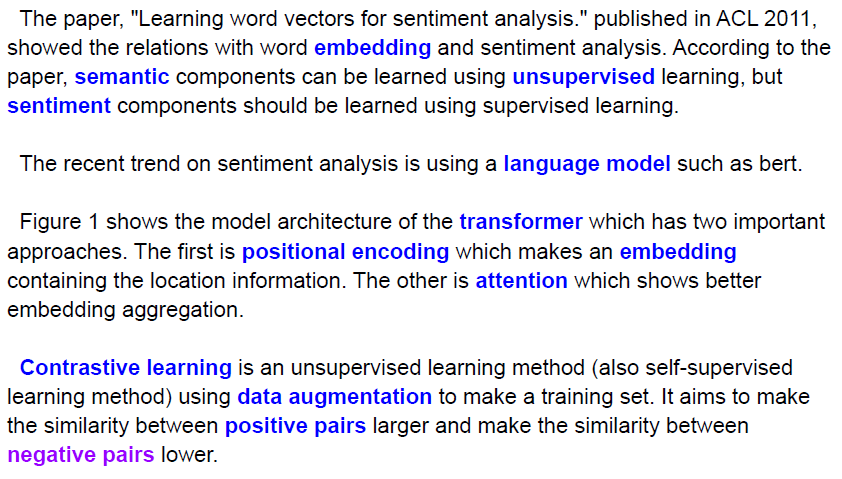 The paper, "Learning word vectors for sentiment analysis." published in ACL 2011,
showed the relations with word embedding and sentiment analysis. According to the
paper, semantic components can be learned using unsupervised learning, but
sentiment components should be learned using supervised learning.
The recent trend on sentiment analysis is using a language model such as bert.
Figure 1 shows the model architecture of the transformer which has two important
approaches. The first is positional encoding which makes an embedding
containing the location information. The other is attention which shows better
embedding aggregation.
Contrastive learning is an unsupervised learning method (also self-supervised
learning method) using data augmentation to make a training set. It aims to make
the similarity between positive pairs larger and make the similarity between
negative pairs lower.